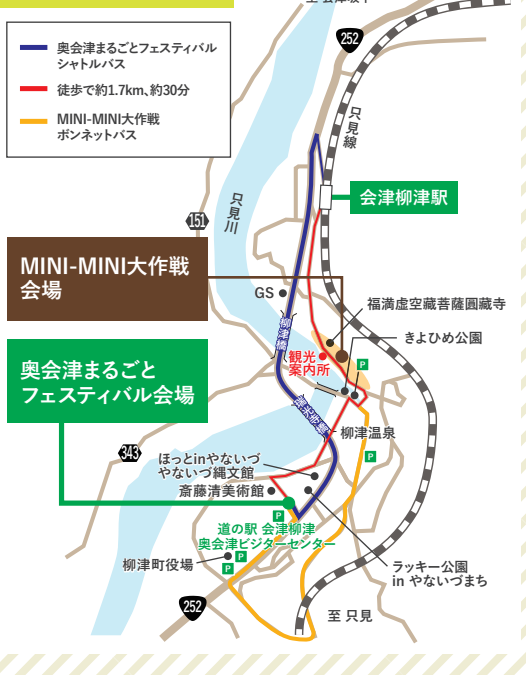 252
奥会津まるごとフェスティバル
シャトルバス
徒歩で約1.7km、約30分
MINI-MINI大作戦
ボンネットバス
只見線
会津柳津駅
只見川
151
MINI-MINI大作戦
会場
GS
福満虚空藏菩薩圓藏寺
柳津橋
きよひめ公園
観光
案内所
P
奥会津まるごと
フェスティバル会場
P
瑞光寺橋
柳津温泉
343
ほっとinやないづ
やないづ縄文館
P
斎藤清美術館
P
道の駅 会津柳津
奥会津ビジターセンター
柳津町役場
P
P
ラッキー公園
in やないづまち
252
至 只見